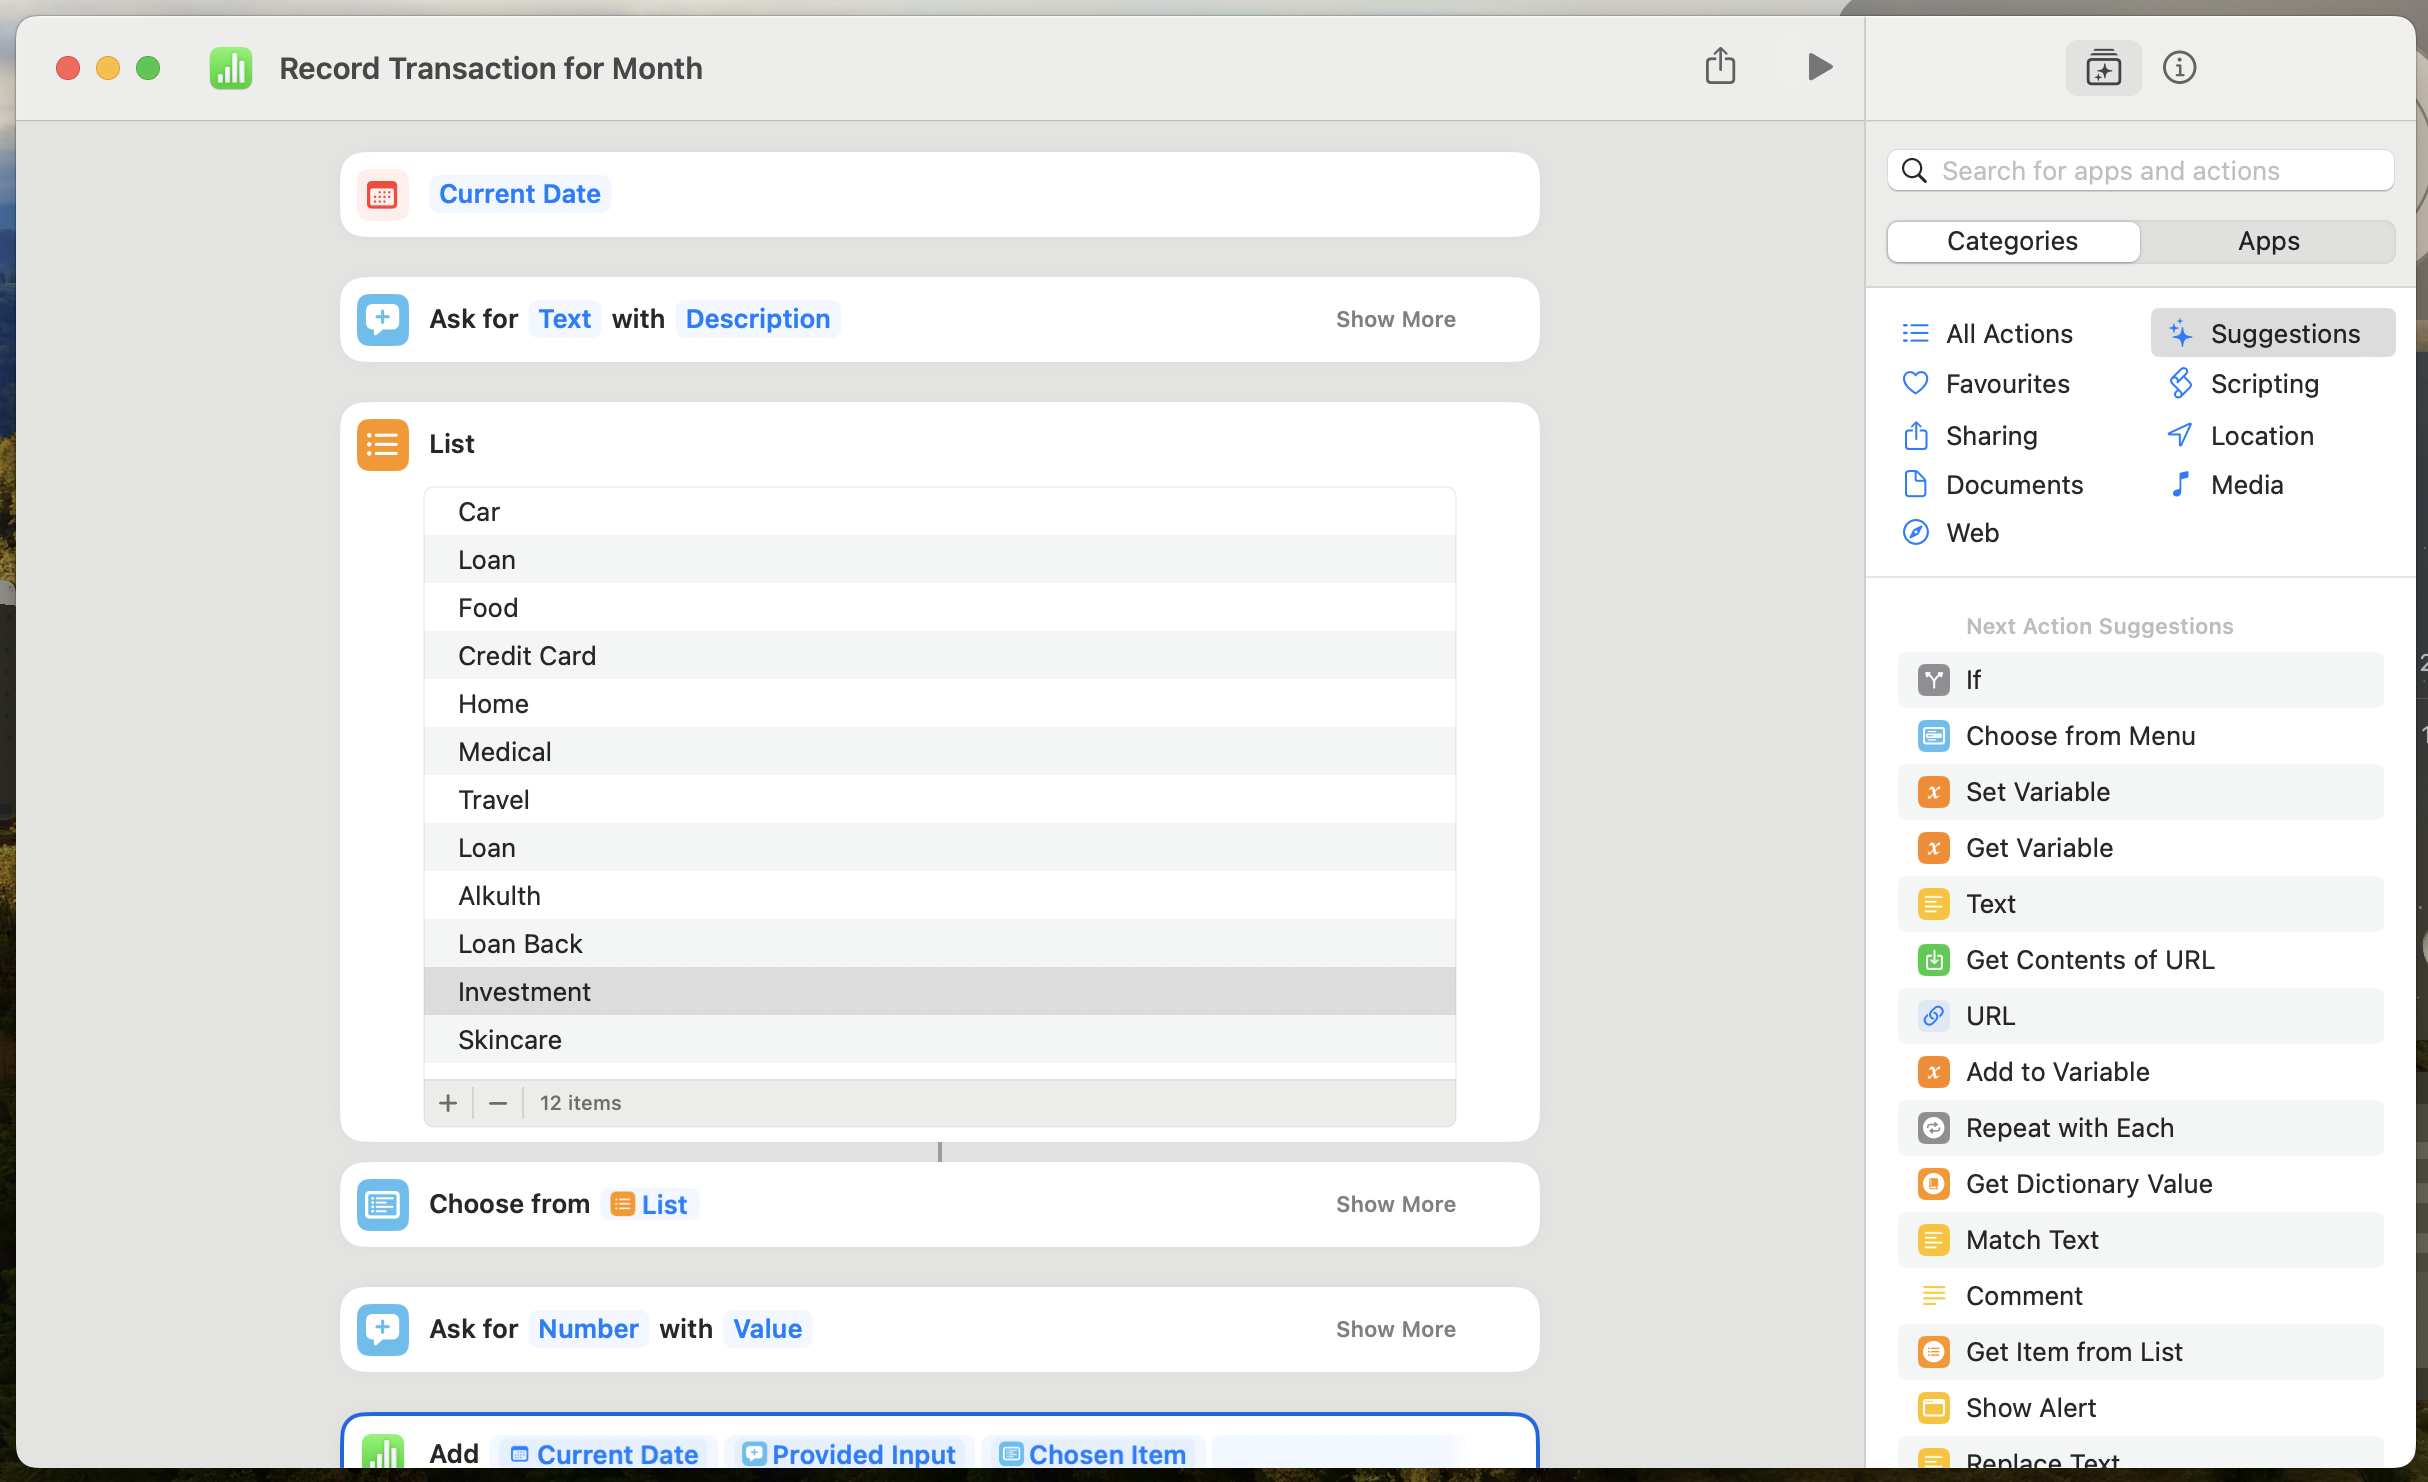 Record Transaction for Month
Current Date
Ask for Text with Description Show More
List
Car
Loan
Food
Credit Card
Home
Medical
Travel
Loan
Alkulth
Loan Back
Investment
Skincare
12 items
Choose from List Show More
Ask for Number with Value Show More
Add Current Date Provided Input Chosen Item
Search for apps and actions
Categories Apps
All Actions Suggestions
Favourites Scripting
Sharing Location
Documents Media
Web
Next Action Suggestions
If
Choose from Menu
Set Variable
Get Variable
Text
Get Contents of URL
URL
Add to Variable
Repeat with Each
Get Dictionary Value
Match Text
Comment
Get Item from List
Show Alert
Replace Text